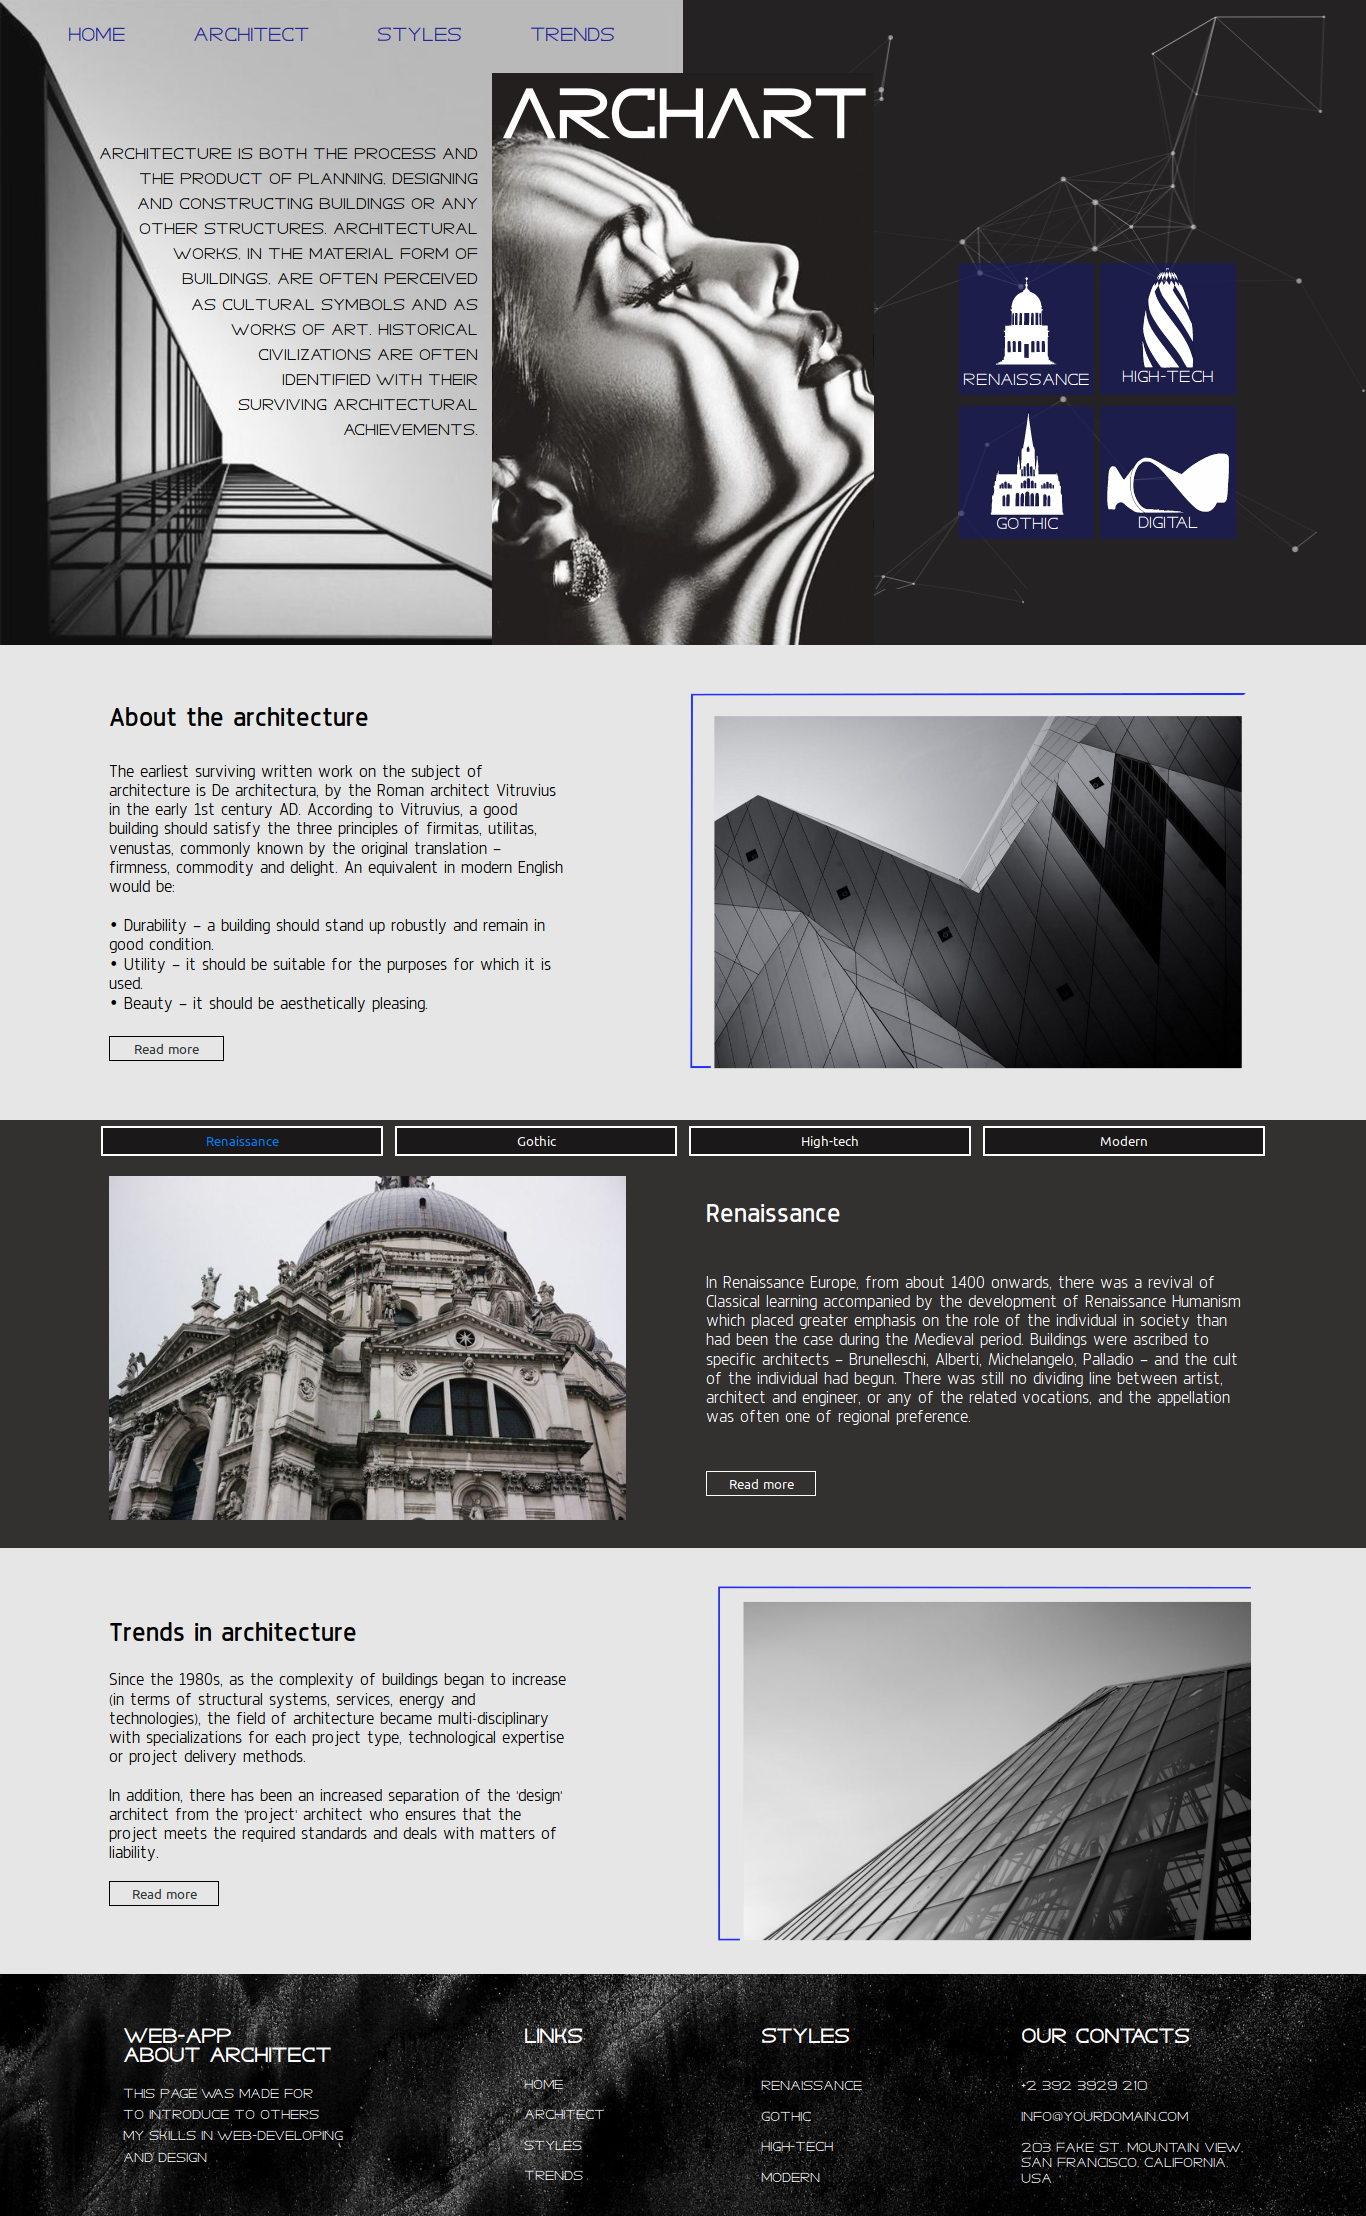 HOME ARCHITECT STYLES TRENDS
ARCHART
ARCHITECTURE IS BOTH THE PROCESS AND
THE PRODUCT OF PLANNING, DESIGNING
AND CONSTRUCTING BUILDINGS OR ANY
OTHER STRUCTURES. ARCHITECTURAL
WORKS, IN THE MATERIAL FORM OF
BUILDINGS, ARE OFTEN PERCEIVED
AS CULTURAL SYMBOLS AND AS
WORKS OF ART. HISTORICAL
CIVILIZATIONS ARE OFTEN
IDENTIFIED WITH THEIR
SURVIVING ARCHITECTURAL
ACHIEVEMENTS.
RENAISSANCE
HIGH-TECH
GOTHIC
DIGITAL
About the architecture
The earliest surviving written work on the subject of
architecture is De architectura, by the Roman architect Vitruvius
in the early 1st century AD. According to Vitruvius, a good
building should satisfy the three principles of firmitas, utilitas,
venustas, commonly known by the original translation –
firmness, commodity and delight. An equivalent in modern English
would be:
• Durability – a building should stand up robustly and remain in
good condition.
• Utility – it should be suitable for the purposes for which it is
used.
• Beauty – it should be aesthetically pleasing.
Read more
Renaissance
Gothic
High-tech
Modern
Renaissance
In Renaissance Europe, from about 1400 onwards, there was a revival of
Classical learning accompanied by the development of Renaissance Humanism
which placed greater emphasis on the role of the individual in society than
had been the case during the Medieval period. Buildings were ascribed to
specific architects – Brunelleschi, Alberti, Michelangelo, Palladio – and the cult
of the individual had begun. There was still no dividing line between artist,
architect and engineer, or any of the related vocations, and the appellation
was often one of regional preference.
Read more
Trends in architecture
Since the 1980s, as the complexity of buildings began to increase
(in terms of structural systems, services, energy and
technologies), the field of architecture became multi-disciplinary
with specializations for each project type, technological expertise
or project delivery methods.
In addition, there has been an increased separation of the 'design'
architect from the 'project' architect who ensures that the
project meets the required standards and deals with matters of
liability.
Read more
WEB-APP
ABOUT ARCHITECT
THIS PAGE WAS MADE FOR
TO INTRODUCE TO OTHERS
MY SKILLS IN WEB-DEVELOPING
AND DESIGN
LINKS
HOME
ARCHITECT
STYLES
TRENDS
STYLES
RENAISSANCE
GOTHIC
HIGH-TECH
MODERN
OUR CONTACTS
+2 392 3929 210
INFO@YOURDOMAIN.COM
203 FAKE ST. MOUNTAIN VIEW,
SAN FRANCISCO, CALIFORNIA,
USA